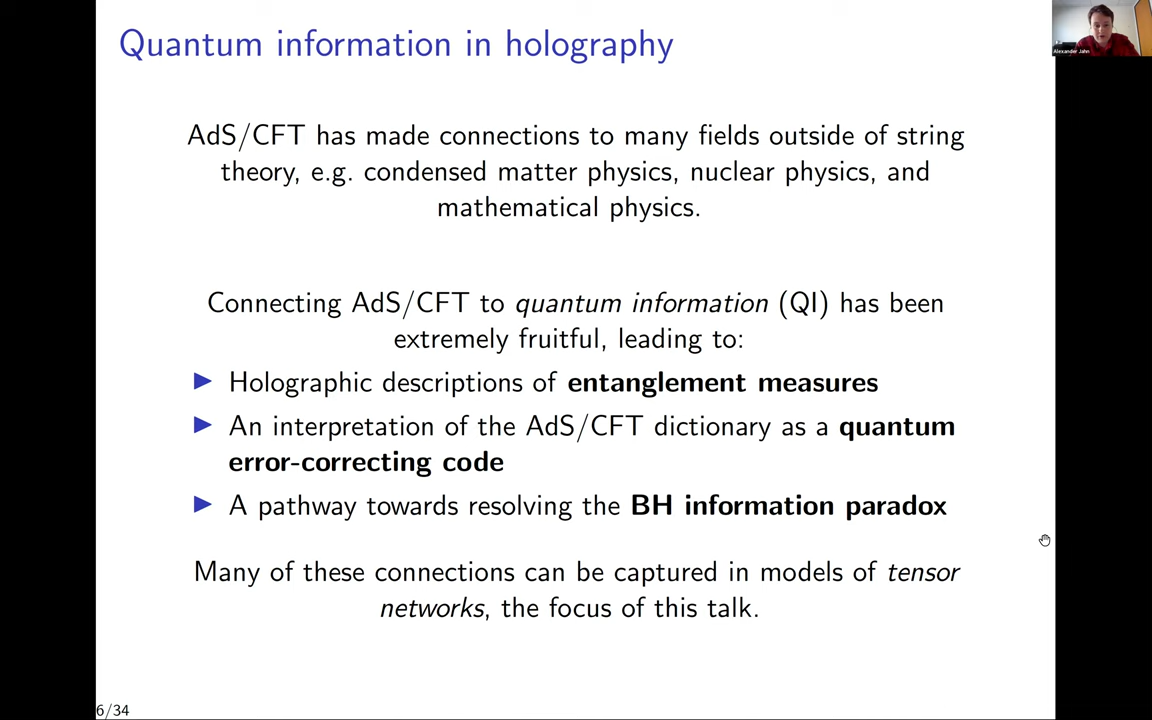 Quantum information in holography
Alexander Jahn
AdS/CFT has made connections to many fields outside of string
theory, e.g. condensed matter physics, nuclear physics, and
mathematical physics.
Connecting AdS/CFT to quantum information (QI) has been
extremely fruitful, leading to:
▶ Holographic descriptions of entanglement measures
▶ An interpretation of the AdS/CFT dictionary as a quantum
error-correcting code
▶ A pathway towards resolving the BH information paradox
Many of these connections can be captured in models of tensor
networks, the focus of this talk.
6/34